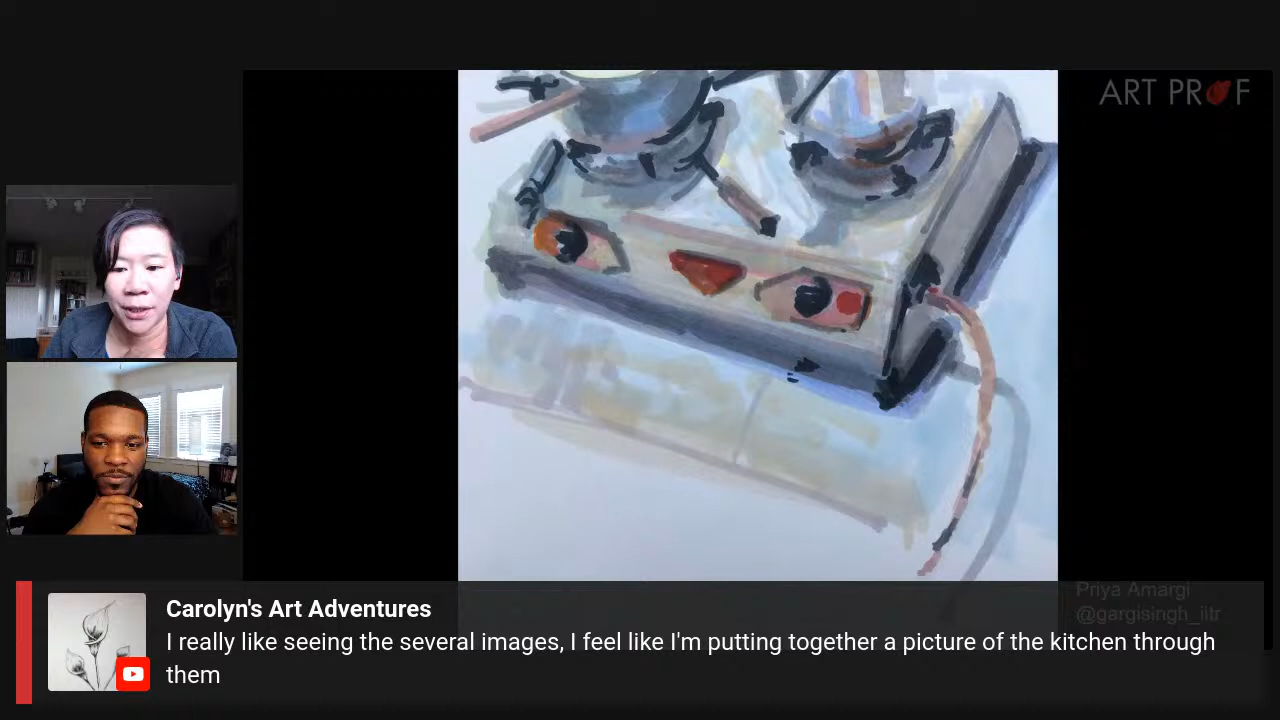 ART PROF
Priya Amargi
@gargisingh_iitr
Carolyn's Art Adventures
I really like seeing the several images, I feel like I'm putting together a picture of the kitchen through
them